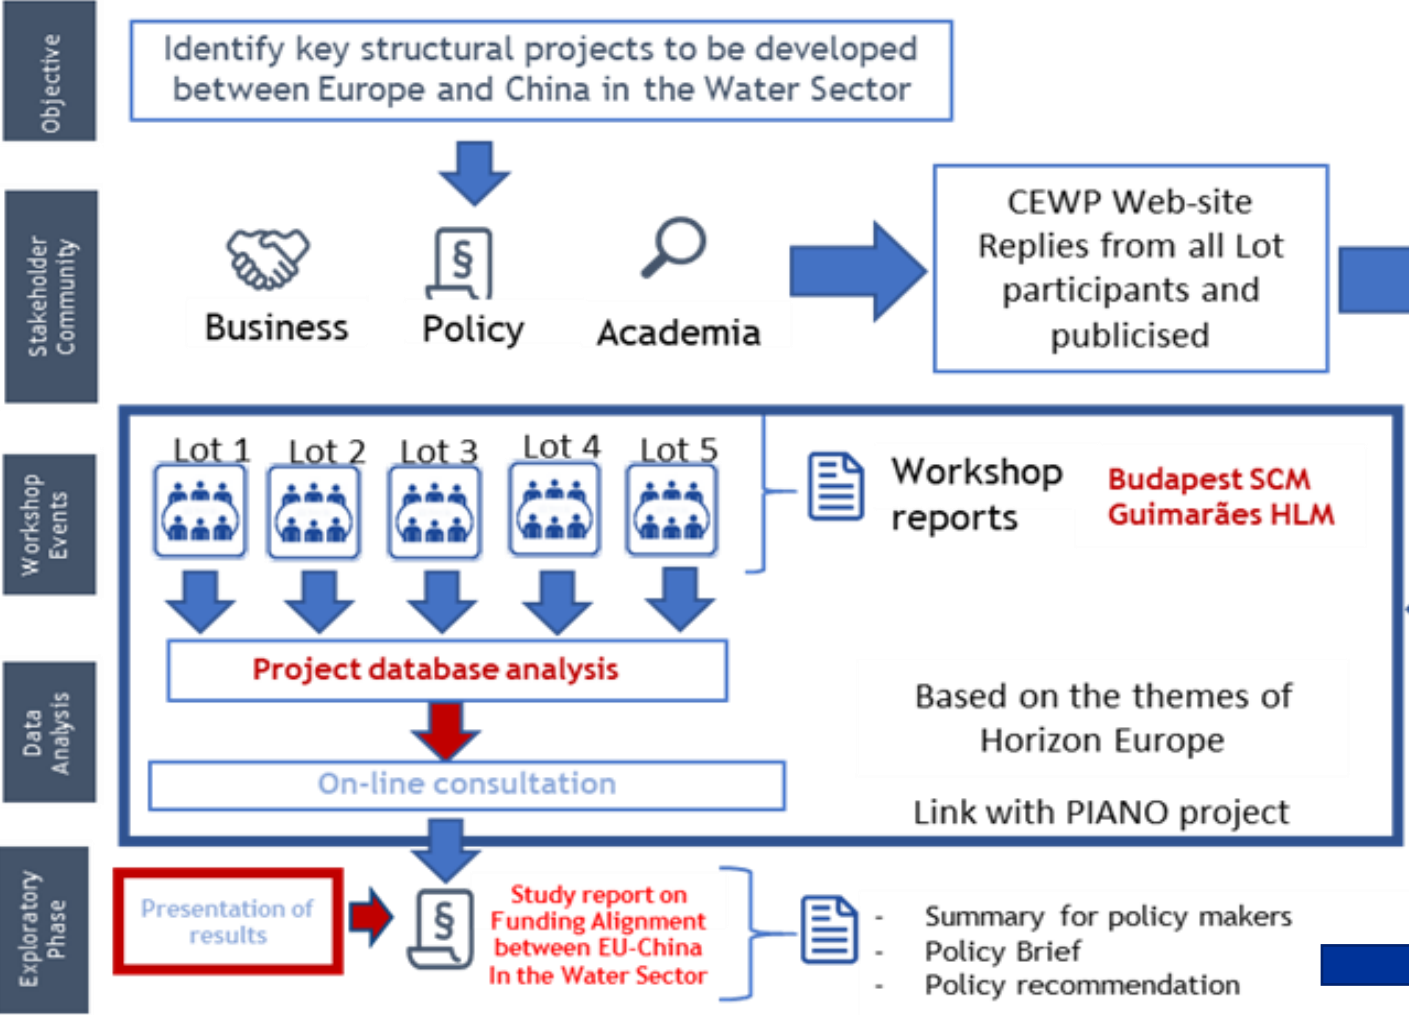 Objective
Identify key structural projects to be developed
between Europe and China in the Water Sector
Stakeholder
Community
Business
§
Policy
Academia
CEWP Web-site
Replies from all Lot
participants and
publicised
Workshop
Events
Lot 1
Lot 2
Lot 3
Lot 4
Lot 5
Workshop
reports
Budapest SCM
Guimarães HLM
Data
Analysis
Project database analysis
On-line consultation
Based on the themes of
Horizon Europe
Link with PIANO project
Exploratory
Phase
Presentation of
results
§
Study report on
Funding Alignment
between EU-China
In the Water Sector
- Summary for policy makers
- Policy Brief
- Policy recommendation